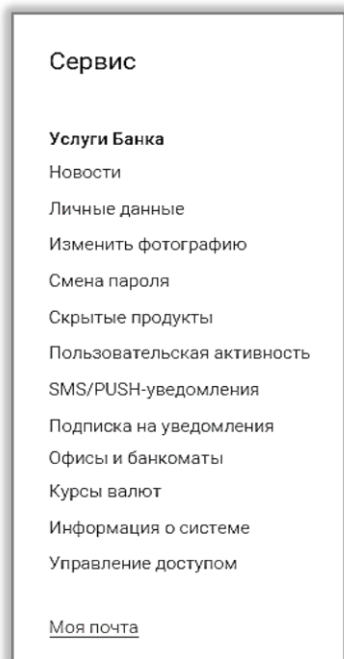 Сервис
Услуги Банка
Новости
Личные данные
Изменить фотографию
Смена пароля
Скрытые продукты
Пользовательская активность
SMS/PUSH-уведомления
Подписка на уведомления
Офисы и банкоматы
Курсы валют
Информация о системе
Управление доступом
Моя почта